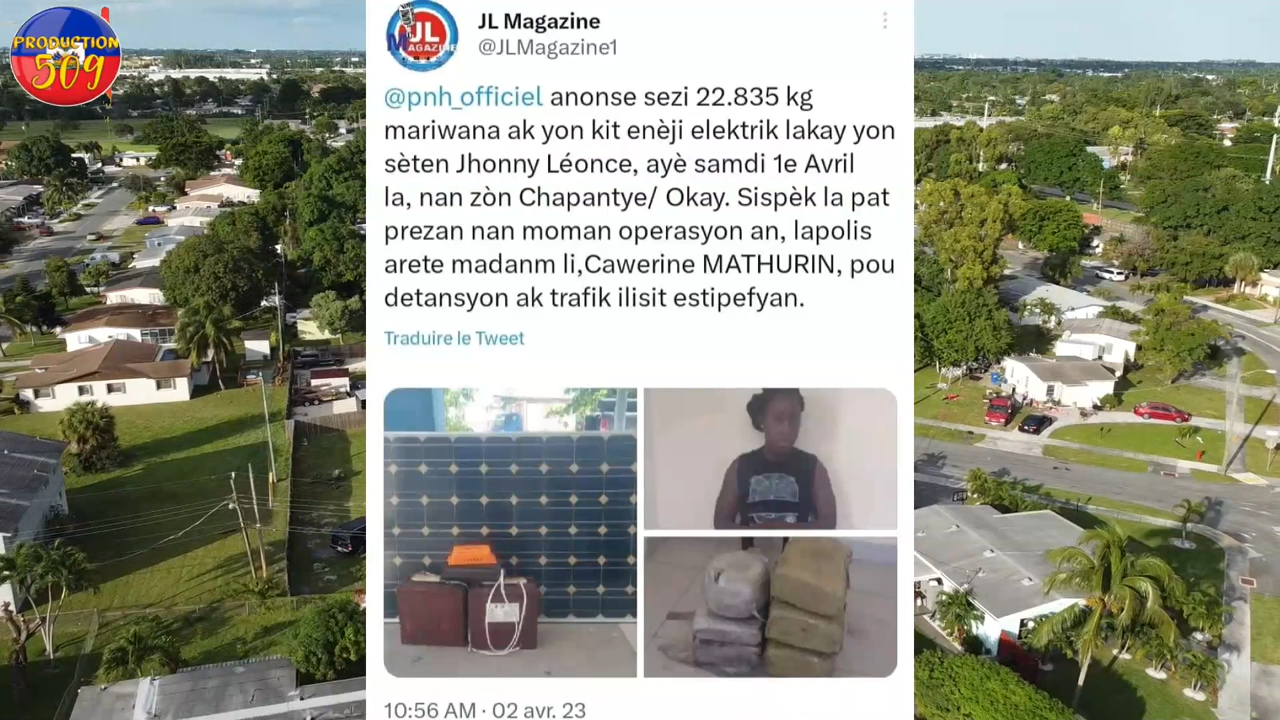 PRODUCTION
509
JL
MAGAZINE
JL Magazine
@JLMagazine1
@pnh_officiel anonse sezi 22.835 kg
mariwana ak yon kit enèji elektrik lakay yon
sèten Jhonny Léonce, ayè samdi 1e Avril
la, nan zòn Chapantye/ Okay. Sispèk la pat
prezan nan moman operasyon an, lapolis
arete madanm li,Cawerine MATHURIN, pou
detansyon ak trafik ilisit estipefyan.
Traduire le Tweet
10:56 AM · 02 avr. 23